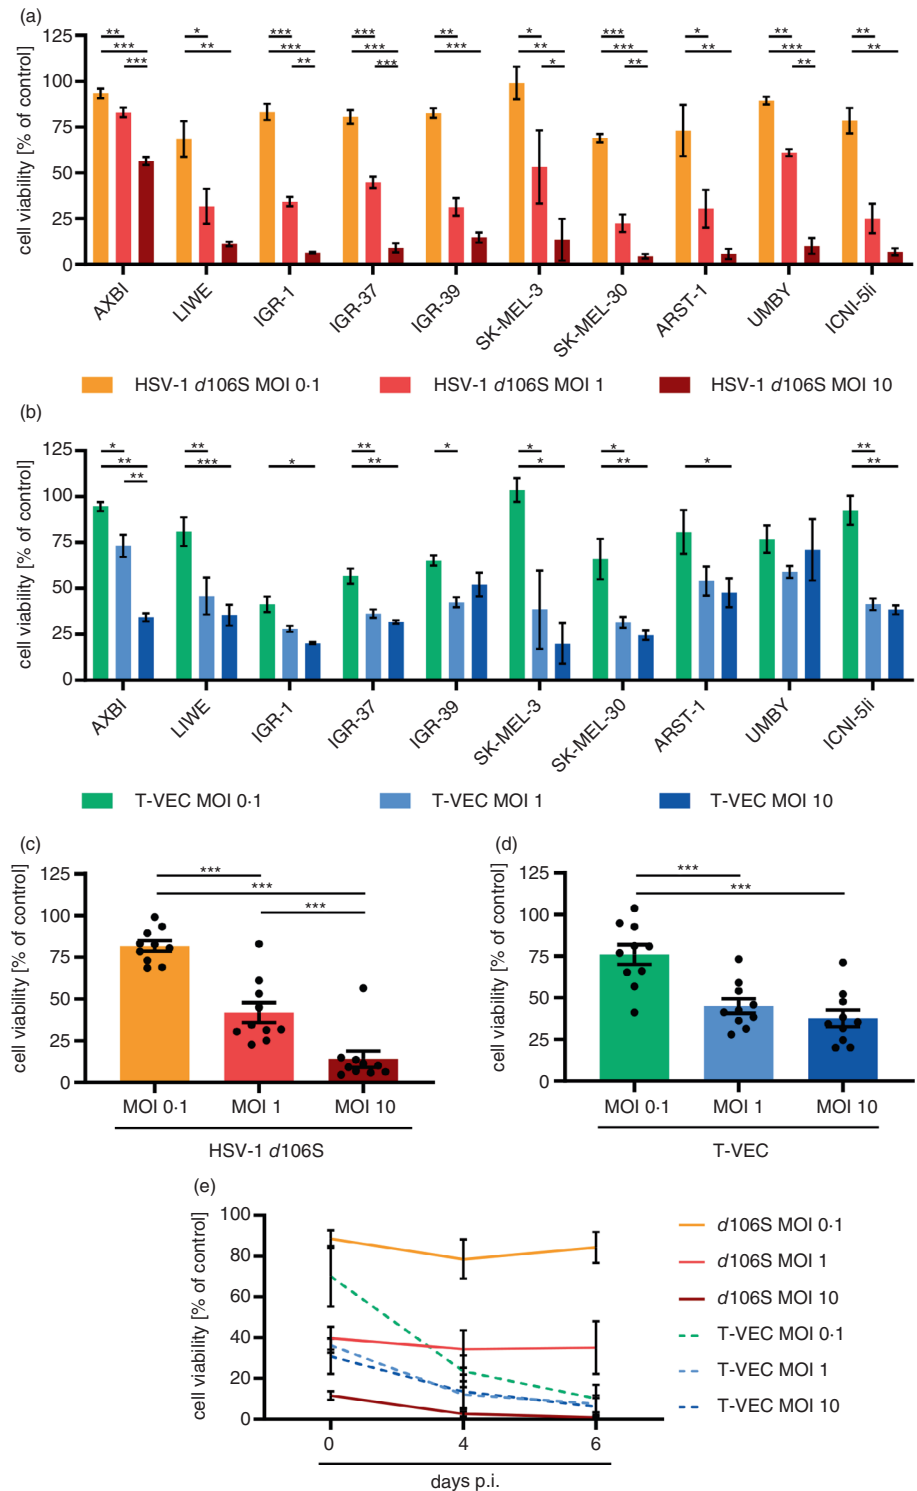 (a)
cell viability [% of control]
125
100
75
50
25
0
** * *** *** ** * *** * ** **
*** ** *** *** *** ** *** ** *** **
*** ** *** * ** **
AXBI LIWE IGR-1 IGR-37 IGR-39 SK-MEL-3 SK-MEL-30 ARST-1 UMBY ICNI-5li
HSV-1 d106S MOI 0·1 HSV-1 d106S MOI 1 HSV-1 d106S MOI 10
(b)
cell viability [% of control]
125
100
75
50
25
0
* ** ** * * * **
** *** * ** * ** * **
**
AXBI LIWE IGR-1 IGR-37 IGR-39 SK-MEL-3 SK-MEL-30 ARST-1 UMBY ICNI-5li
T-VEC MOI 0·1 T-VEC MOI 1 T-VEC MOI 10
(c)
cell viability [% of control]
125
100
75
50
25
0
***
***
***
MOI 0·1 MOI 1 MOI 10
HSV-1 d106S
(d)
cell viability [% of control]
125
100
75
50
25
0
***
***
MOI 0·1 MOI 1 MOI 10
T-VEC
(e)
cell viability [% of control]
100
80
60
40
20
0
0 4 6
days p.i.
d106S MOI 0·1
d106S MOI 1
d106S MOI 10
T-VEC MOI 0·1
T-VEC MOI 1
T-VEC MOI 10